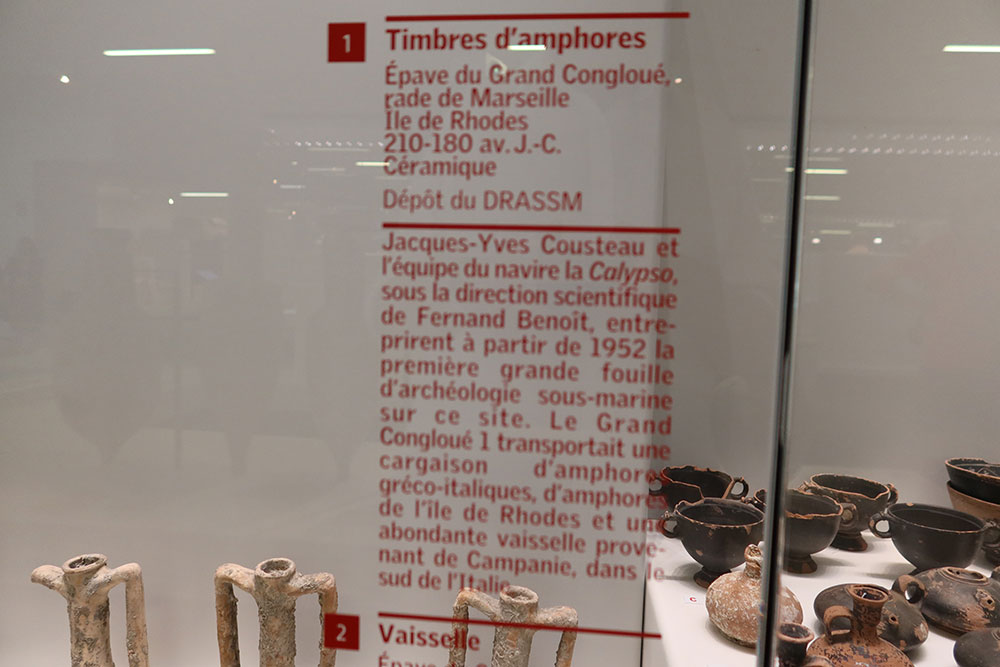 1
Timbres d'amphores
Épave du Grand Congloué,
rade de Marseille
Île de Rhodes
210-180 av. J.-C.
Céramique
Dépôt du DRASSM
Jacques-Yves Cousteau et
l'équipe du navire la Calypso,
sous la direction scientifique
de Fernand Benoît, entre-
prirent à partir de 1952 la
première grande fouille
d'archéologie sous-marine
sur ce site. Le Grand
Congloué 1 transportait une
cargaison d'amphores
gréco-italiques, d'amphores
de l'île de Rhodes et une
abondante vaisselle prove-
nant de Campanie, dans le
sud de l'Italie.
2
Vaisselle
Épave du
C